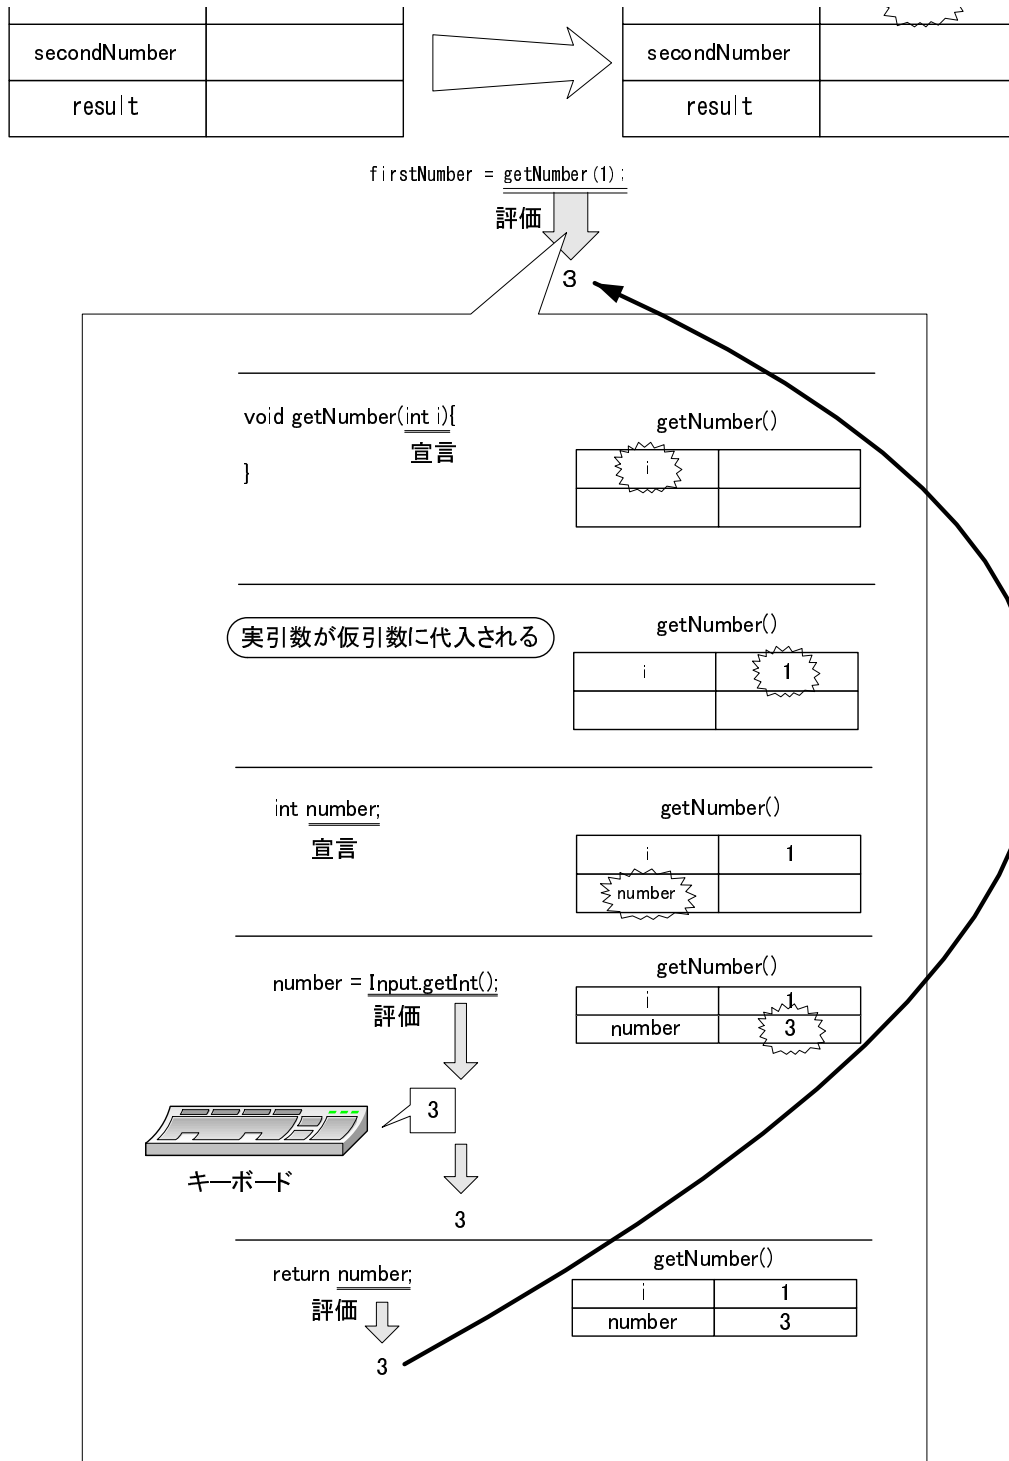 secondNumber
result
secondNumber
result
firstNumber = getNumber(1);
評価
3
void getNumber(int i){
宣言
}
getNumber()
i
実引数が仮引数に代入される
getNumber()
i 1
int number;
宣言
getNumber()
i 1
number
number = Input.getInt();
評価
getNumber()
i 1
number 3
3
キーボード
3
return number;
評価
3
getNumber()
i 1
number 3